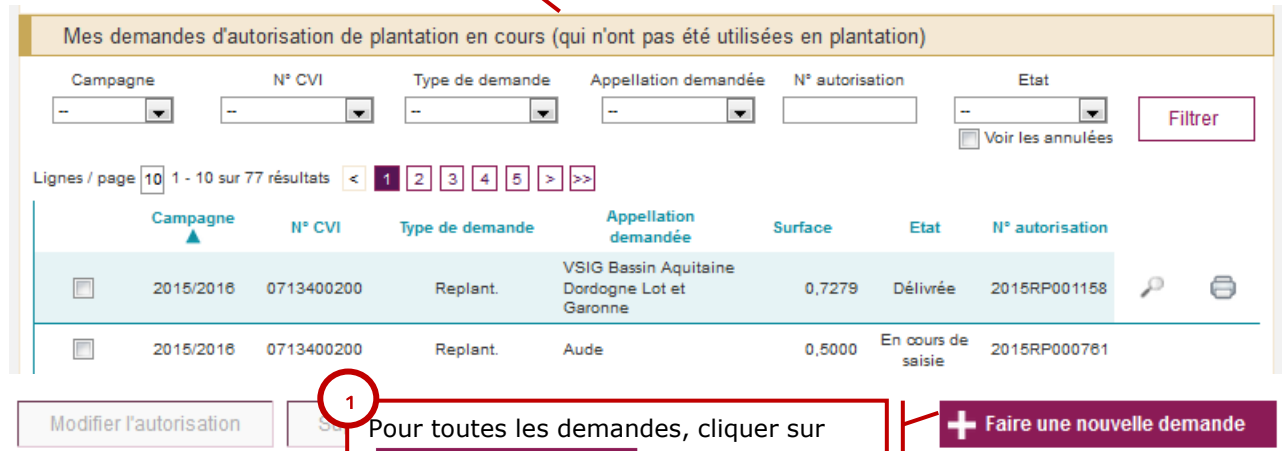 Mes demandes d'autorisation de plantation en cours (qui n'ont pas été utilisées en plantation)
Campagne N° CVI Type de demande Appellation demandée N° autorisation Etat
-- -- -- -- --
Filtrer
Voir les annulées
Lignes / page 10 1 - 10 sur 77 résultats < 1 2 3 4 5 > >>
Campagne N° CVI Type de demande Appellation demandée Surface Etat N° autorisation
2015/2016 0713400200 Replant. VSIG Bassin Aquitaine Dordogne Lot et Garonne 0,7279 Délivrée 2015RP001158
2015/2016 0713400200 Replant. Aude 0,5000 En cours de saisie 2015RP000761
Modifier l'autorisation
1
Pour toutes les demandes, cliquer sur
Faire une nouvelle demande